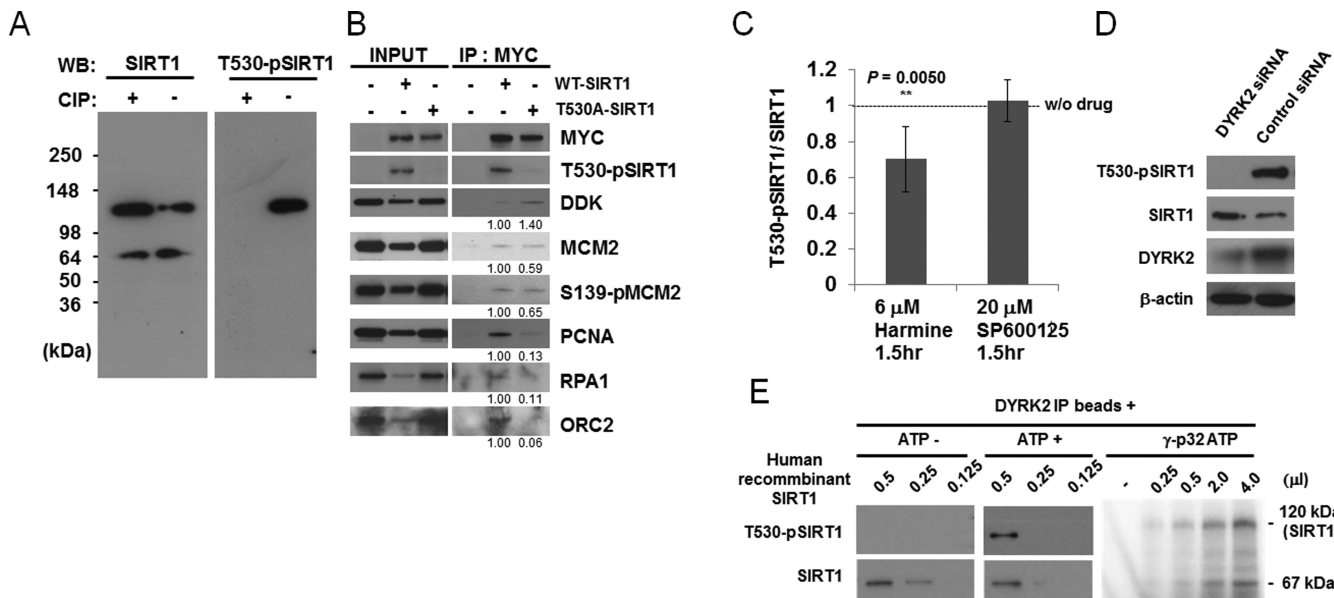 A
WB: SIRT1 T530-pSIRT1
CIP: + - + -
250 -
148 -
98 -
64 -
50 -
36 -
(kDa)
B
INPUT IP : MYC
- + - - + - WT-SIRT1
- - + - - + T530A-SIRT1
MYC
T530-pSIRT1
DDK
1.00 1.40
MCM2
1.00 0.59
S139-pMCM2
1.00 0.65
PCNA
1.00 0.13
RPA1
1.00 0.11
ORC2
1.00 0.06
C
T530-pSIRT1/ SIRT1
1.2
1
0.8
0.6
0.4
0.2
0
P = 0.0050
**
w/o drug
6 μM Harmine 1.5hr
20 μM SP600125 1.5hr
D
DYRK2 siRNA
Control siRNA
T530-pSIRT1
SIRT1
DYRK2
β-actin
E
DYRK2 IP beads +
ATP - ATP + γ-p32 ATP
Human recommbinant SIRT1
0.5 0.25 0.125 0.5 0.25 0.125 - 0.25 0.5 2.0 4.0 (μl)
T530-pSIRT1
SIRT1
- 120 kDa
(SIRT1
- 67 kDa